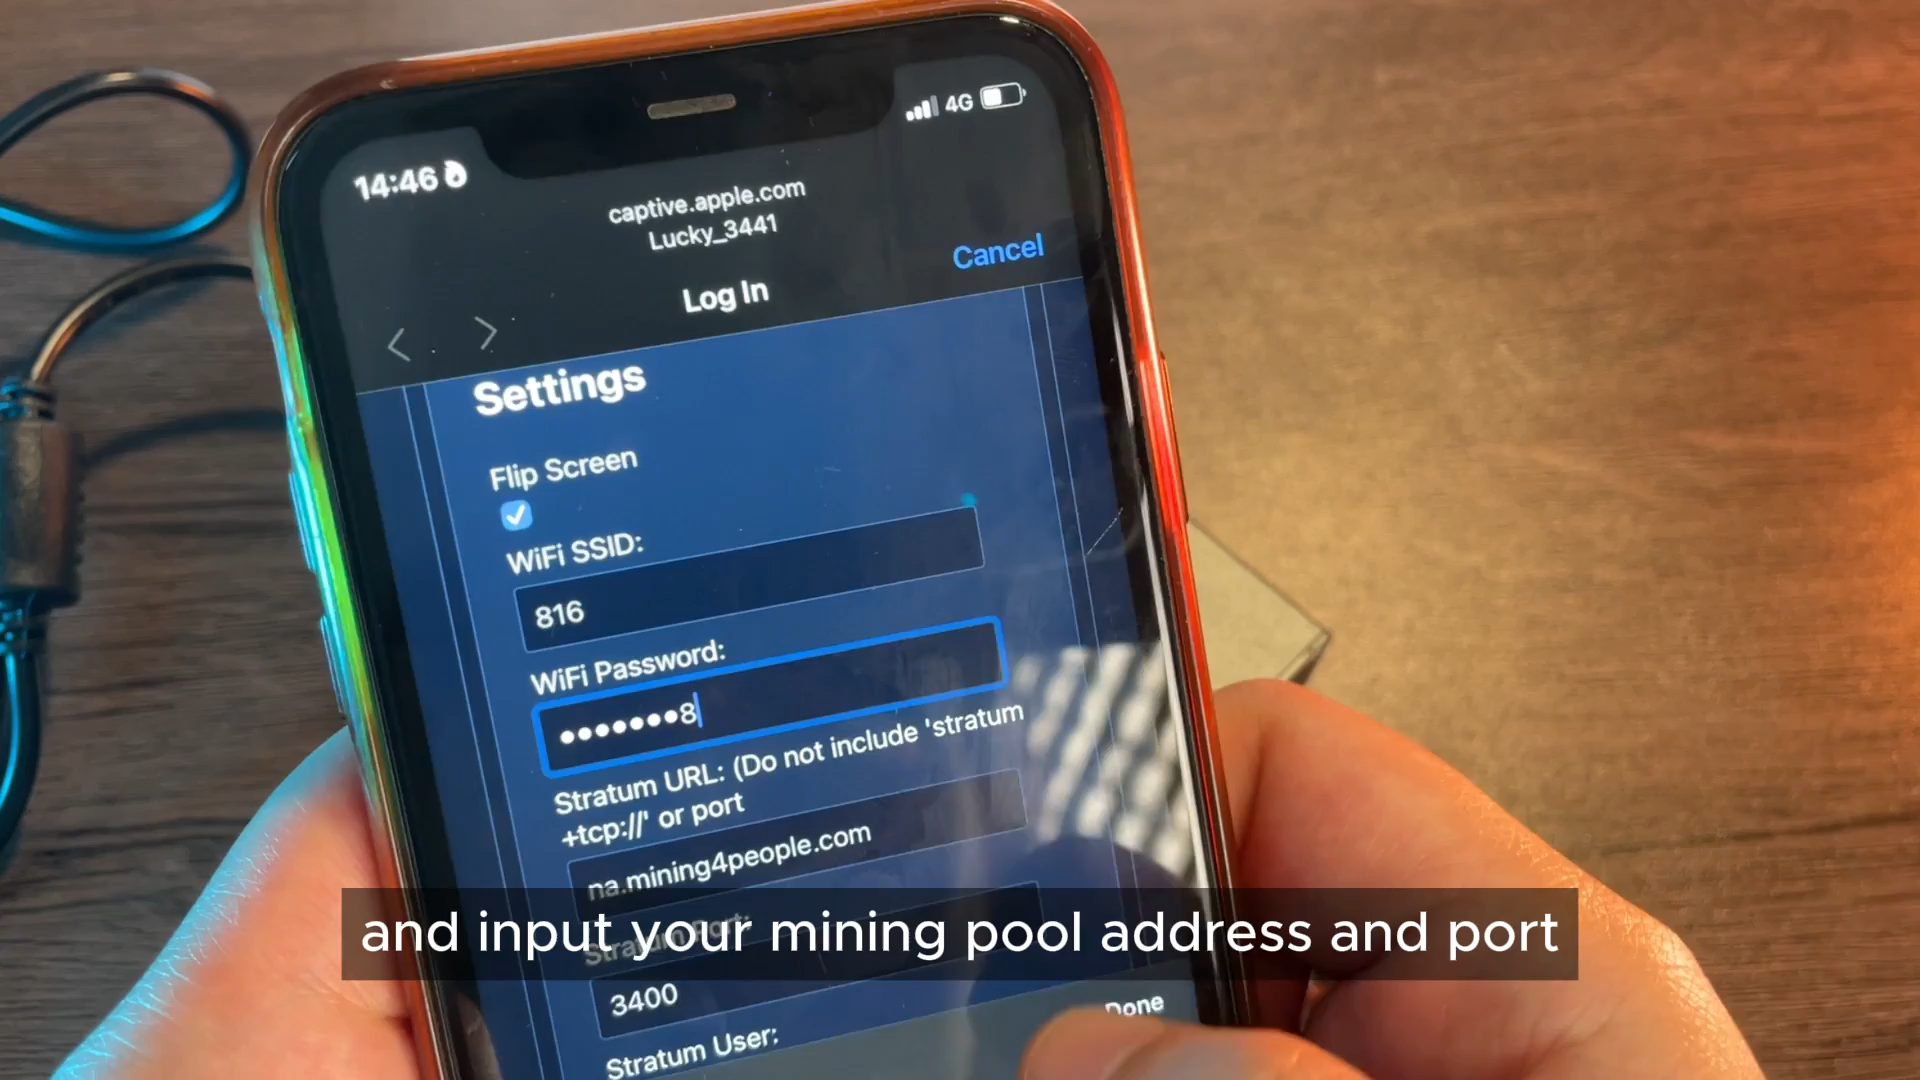 14:46
4G
captive.apple.com
Lucky_3441
Cancel
Log In
Settings
Flip Screen
WiFi SSID:
816
WiFi Password:
•••••••8
Stratum URL: (Do not include 'stratum
+tcp://' or port
na.mining4people.com
Stratum Port:
and input your mining pool address and port
3400
Done
Stratum User: